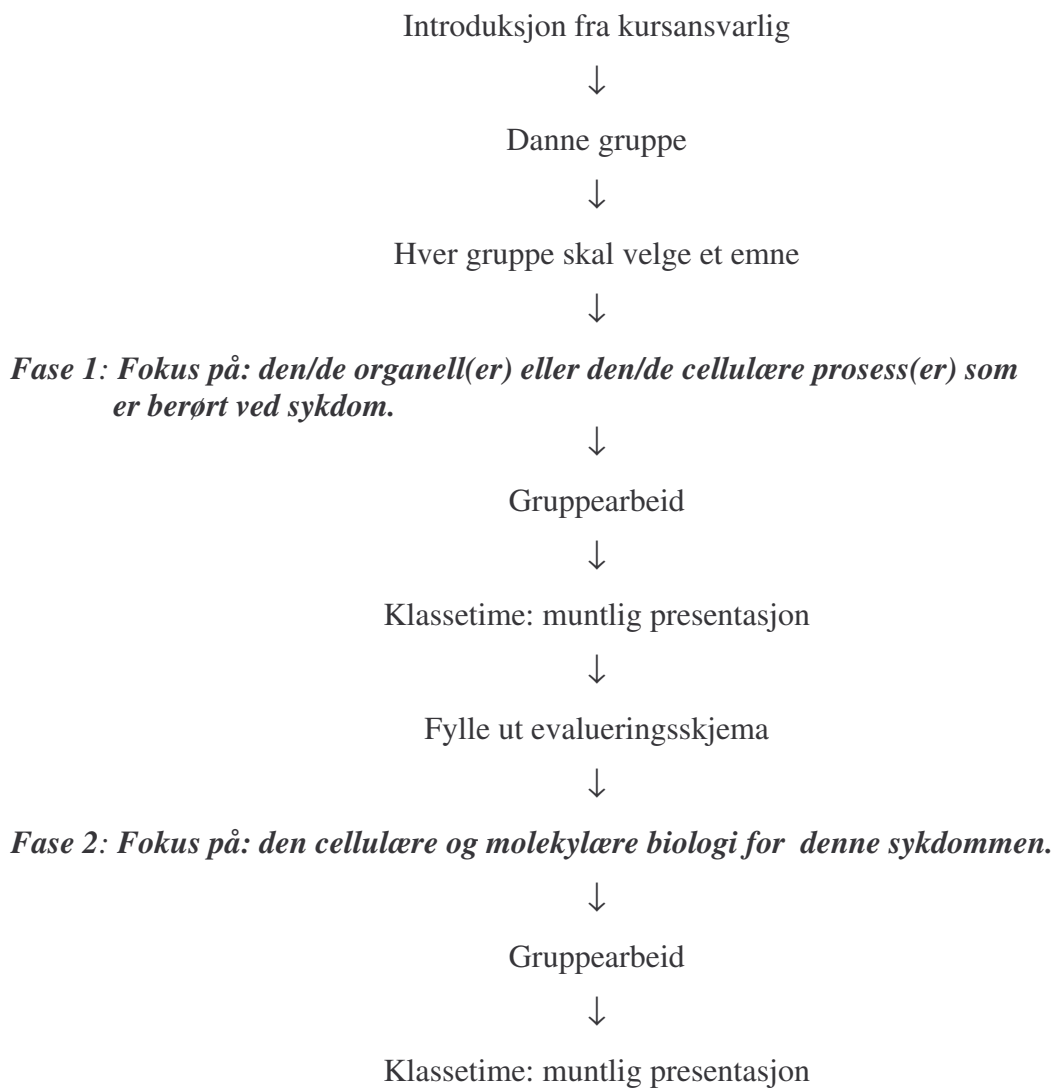 Introduksjon fra kursansvarlig
↓
Danne gruppe
↓
Hver gruppe skal velge et emne
↓
Fase 1: Fokus på: den/de organell(er) eller den/de cellulære prosess(er) som
er berørt ved sykdom.
↓
Gruppearbeid
↓
Klassetime: muntlig presentasjon
↓
Fylle ut evalueringsskjema
↓
Fase 2: Fokus på: den cellulære og molekylære biologi for denne sykdommen.
↓
Gruppearbeid
↓
Klassetime: muntlig presentasjon